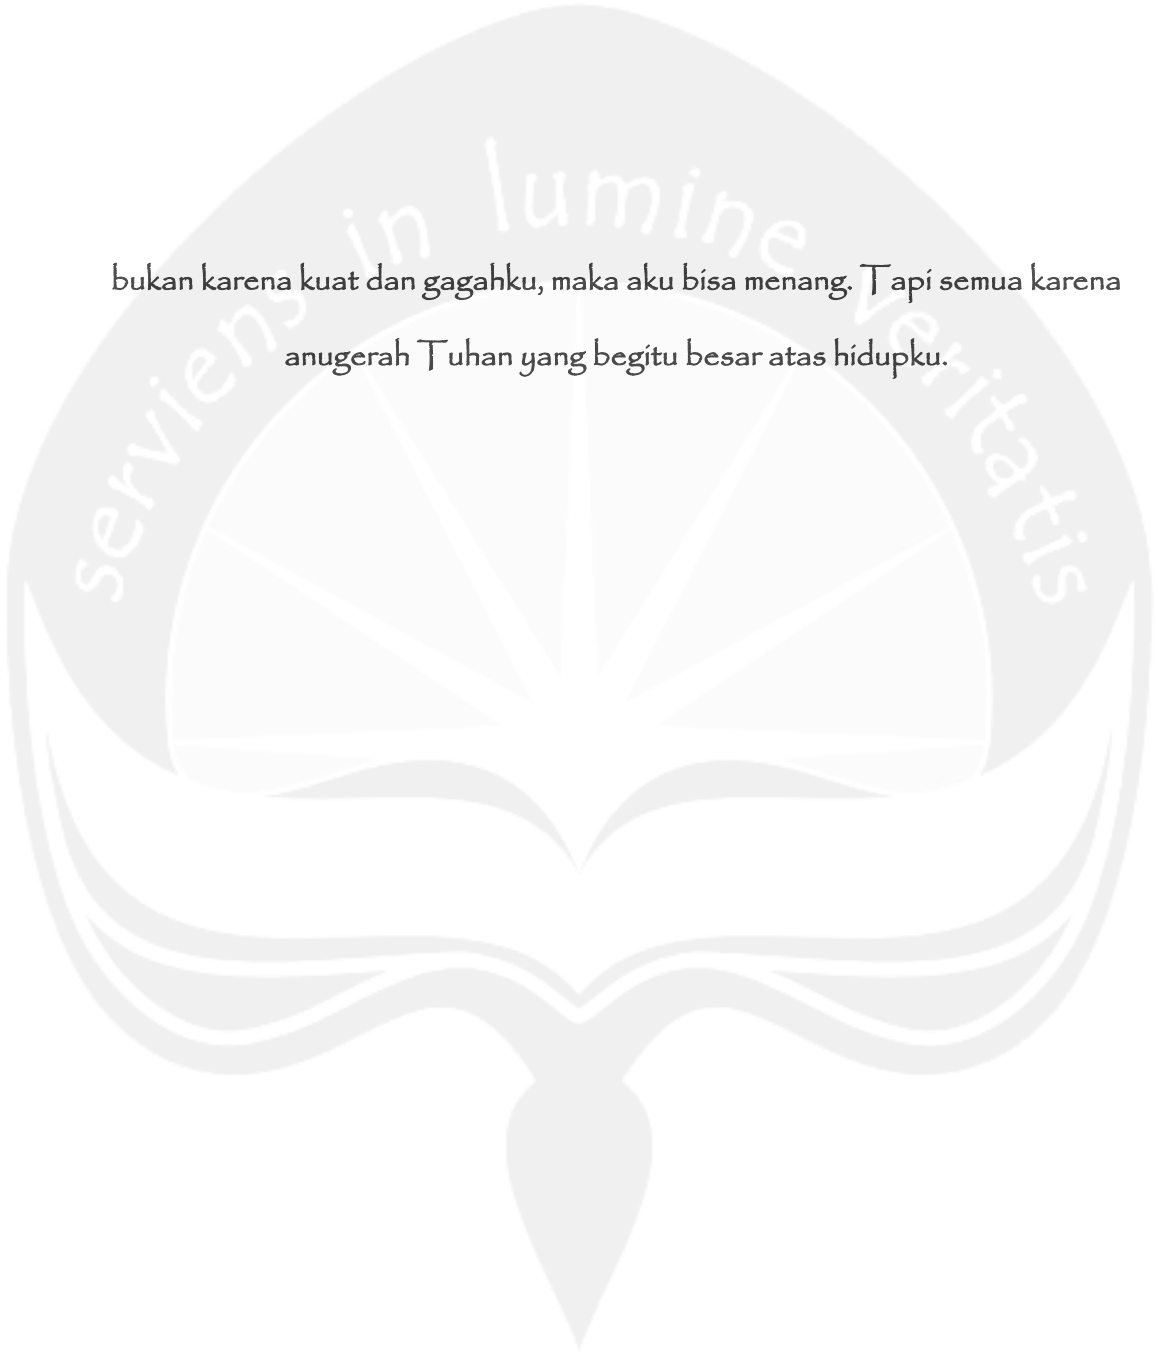 serviens in lumine veritatis
bukan karena kuat dan gagahku, maka aku bisa menang. Tapi semua karena
anugerah Tuhan yang begitu besar atas hidupku.